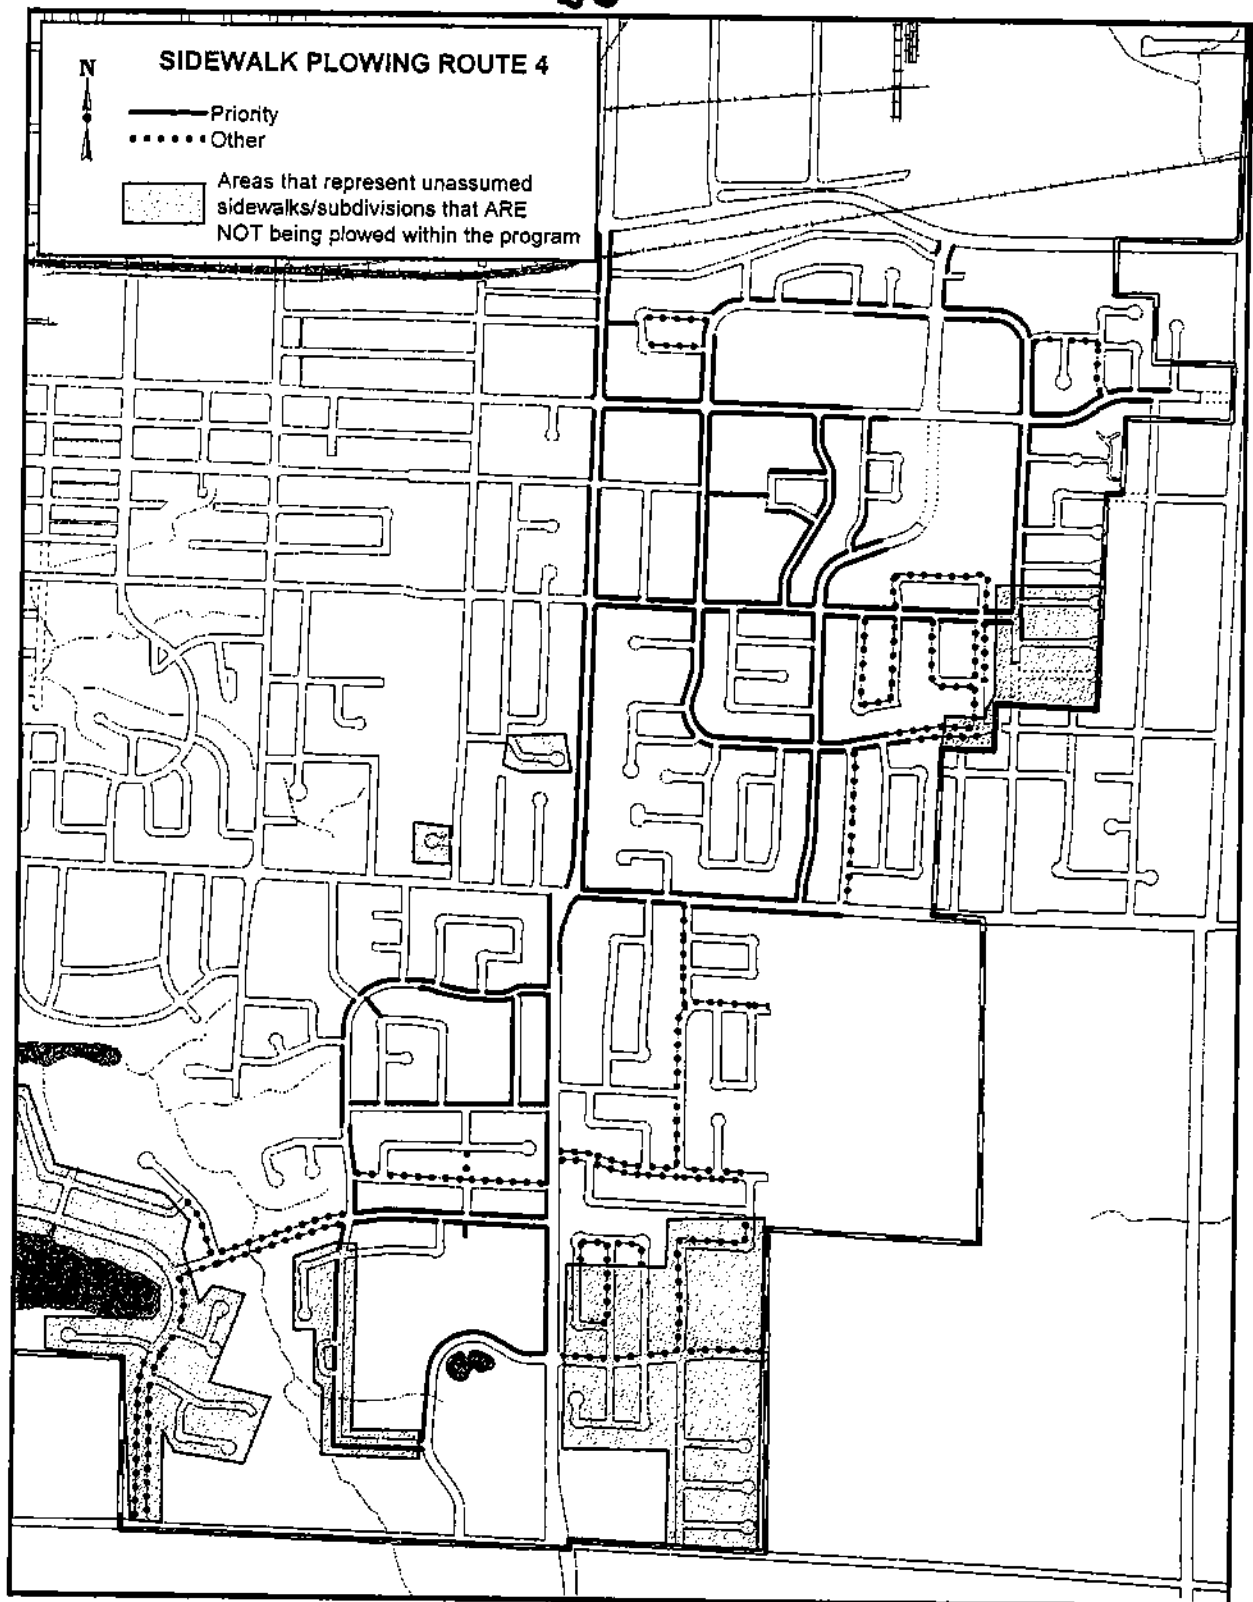 SIDEWALK PLOWING ROUTE 4
N
Priority
Other
Areas that represent unassumed
sidewalks/subdivisions that ARE
NOT being plowed within the program